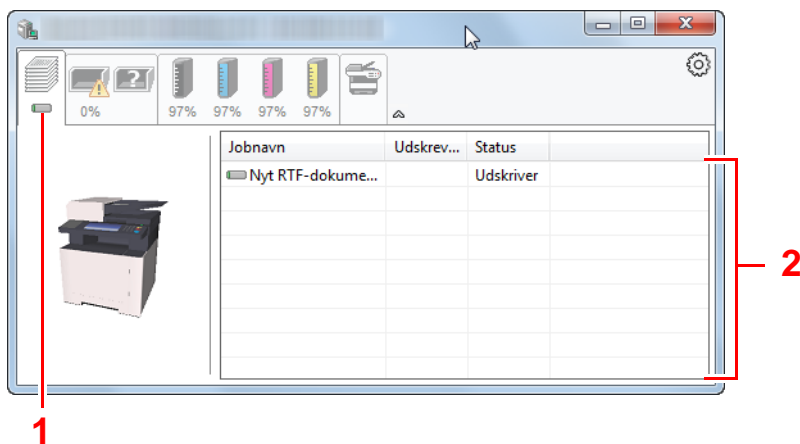 ?
0% 97% 97% 97% 97%
Jobnavn Udskrev... Status
Nyt RTF-dokume... Udskriver
2
1